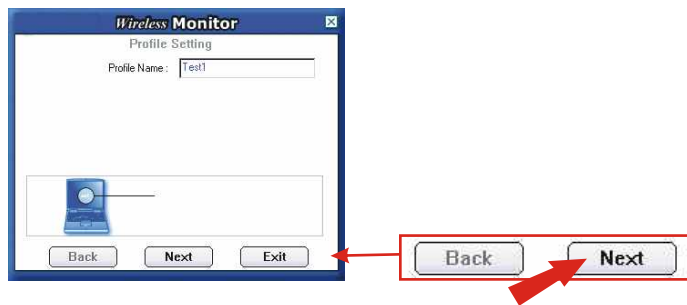 Wireless Monitor
Profile Setting
Profile Name : Test1
Back Next Exit
Back Next